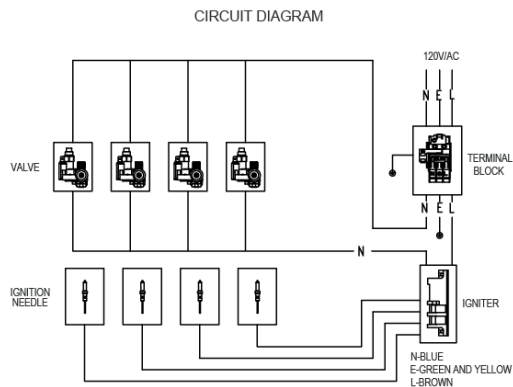 CIRCUIT DIAGRAM
120V/AC
N E L
VALVE
TERMINAL
BLOCK
N E L
N
IGNITION
NEEDLE
IGNITER
N-BLUE
E-GREEN AND YELLOW
L-BROWN